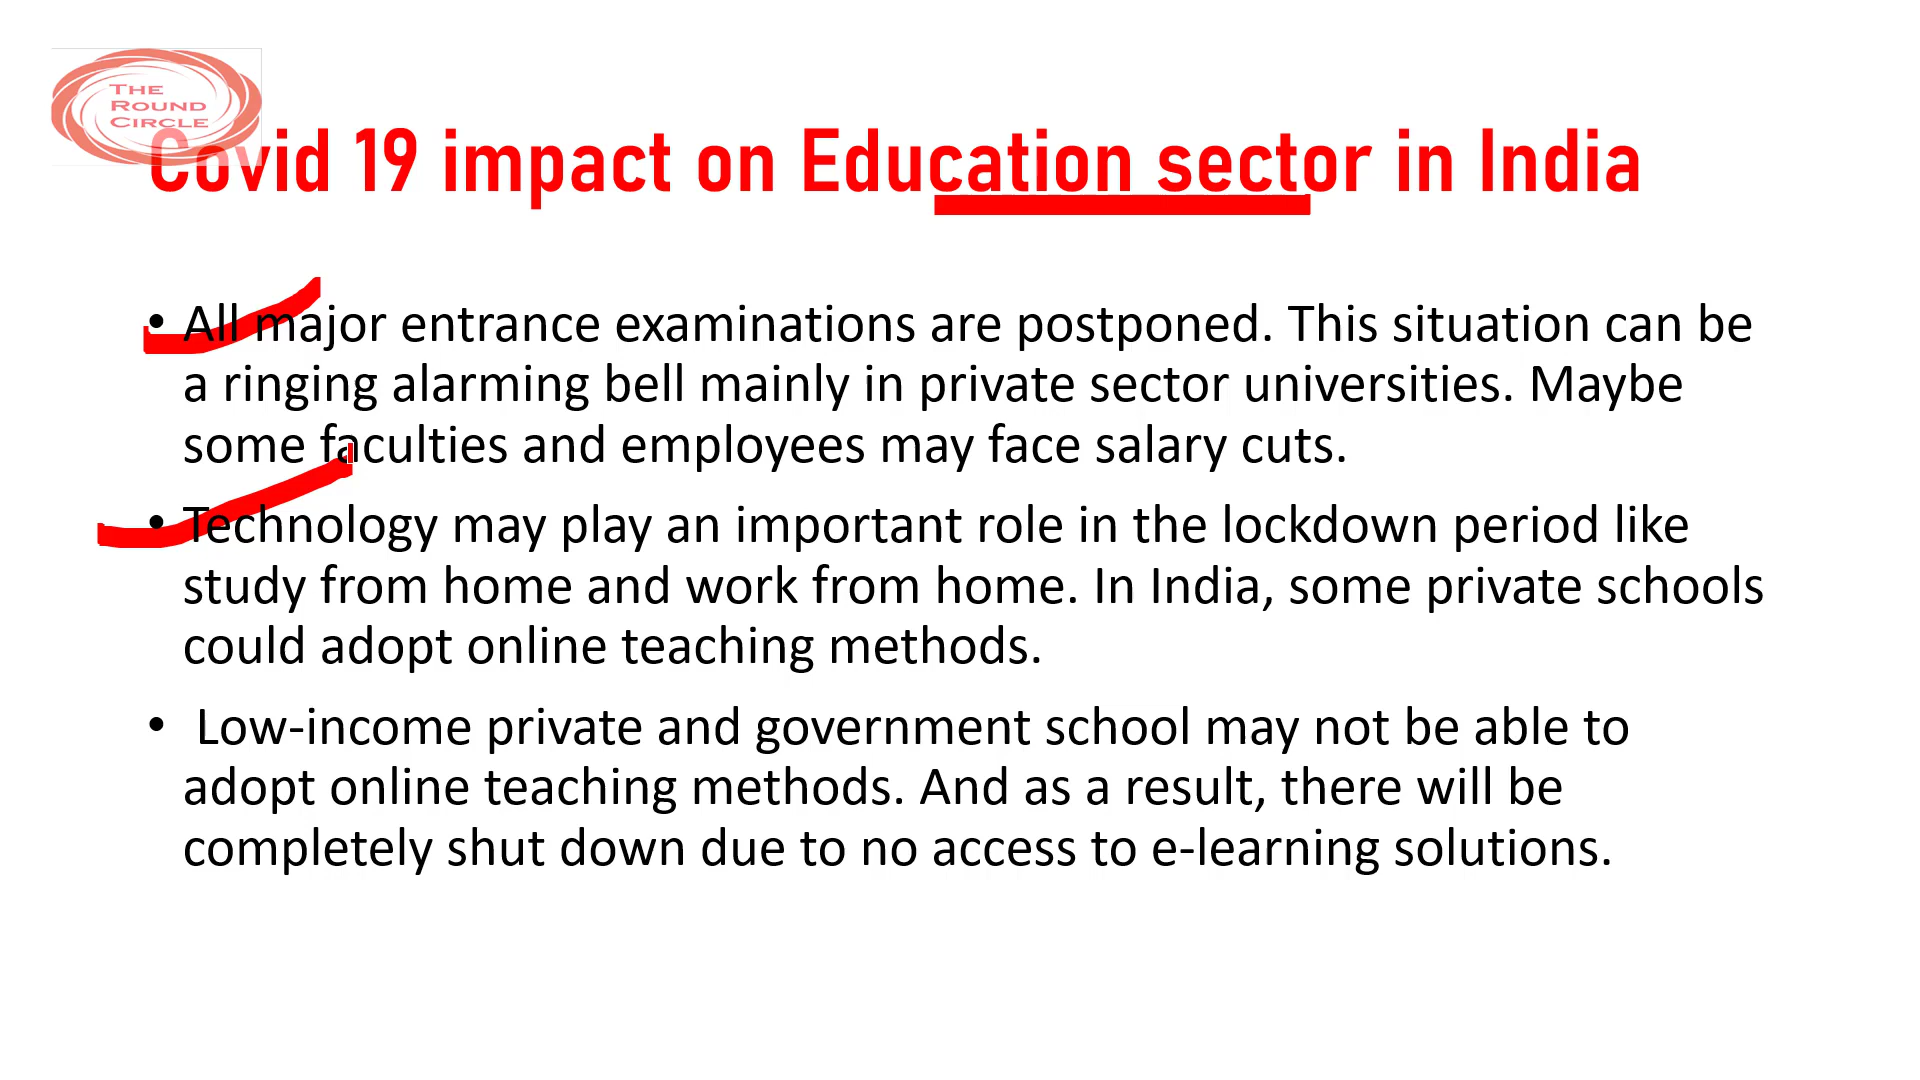 THE
ROUND
CIRCLE
Covid 19 impact on Education sector in India
• All major entrance examinations are postponed. This situation can be
a ringing alarming bell mainly in private sector universities. Maybe
some faculties and employees may face salary cuts.
• Technology may play an important role in the lockdown period like
study from home and work from home. In India, some private schools
could adopt online teaching methods.
• Low-income private and government school may not be able to
adopt online teaching methods. And as a result, there will be
completely shut down due to no access to e-learning solutions.